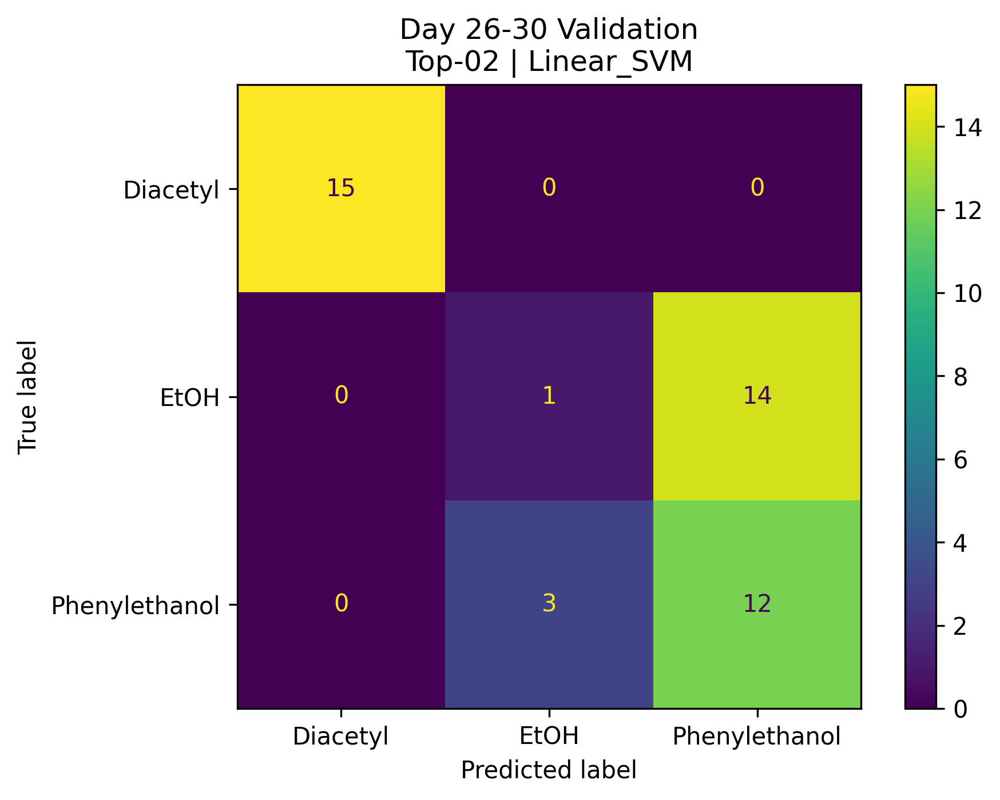 Day 26-30 Validation
Top-02 | Linear_SVM
True label
Diacetyl
15 0 0
EtOH
0 1 14
Phenylethanol
0 3 12
Diacetyl EtOH Phenylethanol
Predicted label
14
12
10
8
6
4
2
0